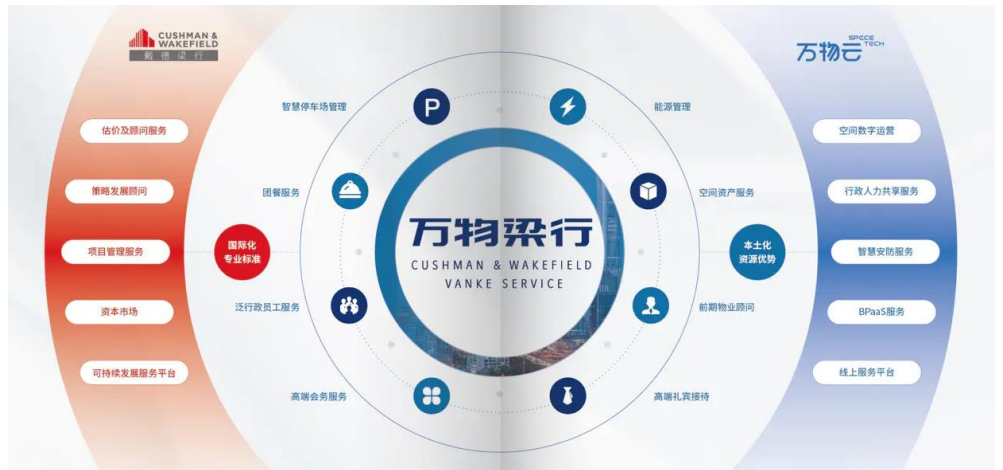 CUSHMAN &
WAKEFIELD
戴德梁行
估价及顾问服务
策略发展顾问
项目管理服务
资本市场
可持续发展服务平台
国际化
专业标准
智慧停车场管理
P
团餐服务
泛行政员工服务
高端会务服务
万物梁行
CUSHMAN & WAKEFIELD
VANKE SERVICE
能源管理
空间资产服务
前期物业顾问
高端礼宾接待
本土化
资源优势
万物云
SPCCE
TECH
空间数字运营
行政人力共享服务
智慧安防服务
BPaaS服务
线上服务平台